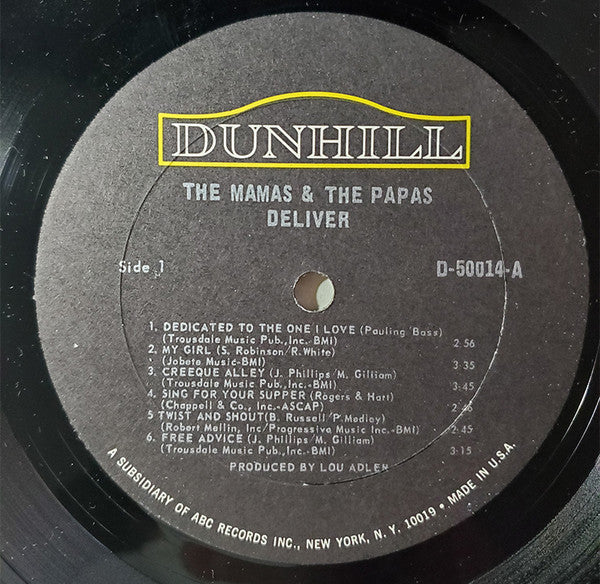 DUNHILL
THE MAMAS & THE PAPAS
DELIVER
Side 1 D-50014-A
1. DEDICATED TO THE ONE I LOVE (Pauling Bass)
(Trousdale Music Pub., Inc.-BMI) 2:56
2. MY GIRL (S. Robinson/R. White)
(Jobete Music-BMI) 3:35
3. CREEQUE ALLEY (J. Phillips/M. Gilliam)
(Trousdale Music Pub., Inc.-BMI) 3:45
4. SING FOR YOUR SUPPER (Rogers & Hart)
(Chappell & Co., Inc.-ASCAP) 2:46
5 TWIST AND SHOUT(B. Russell/P. Medley)
(Robert Mellin, Inc/Progressive Music Inc.-BMI) 2:45
6. FREE ADVICE (J. Phillips/M. Gilliam)
(Trousdale Music Pub., Inc.-BMI) 3:15
PRODUCED BY LOU ADLER
A SUBSIDIARY OF ABC RECORDS INC., NEW YORK, N.Y. 10019 • MADE IN U.S.A.